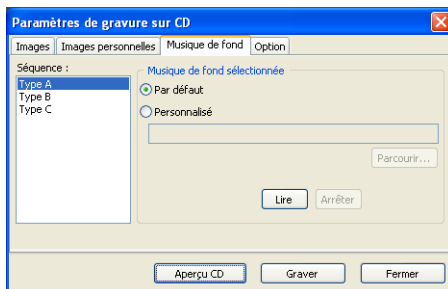 Paramètres de gravure sur CD
Images Images personnelles Musique de fond Option
Séquence :
Type A
Type B
Type C
Musique de fond sélectionnée
Par défaut
Personnalisé
Parcourir...
Lire Arrêter
Aperçu CD Graver Fermer